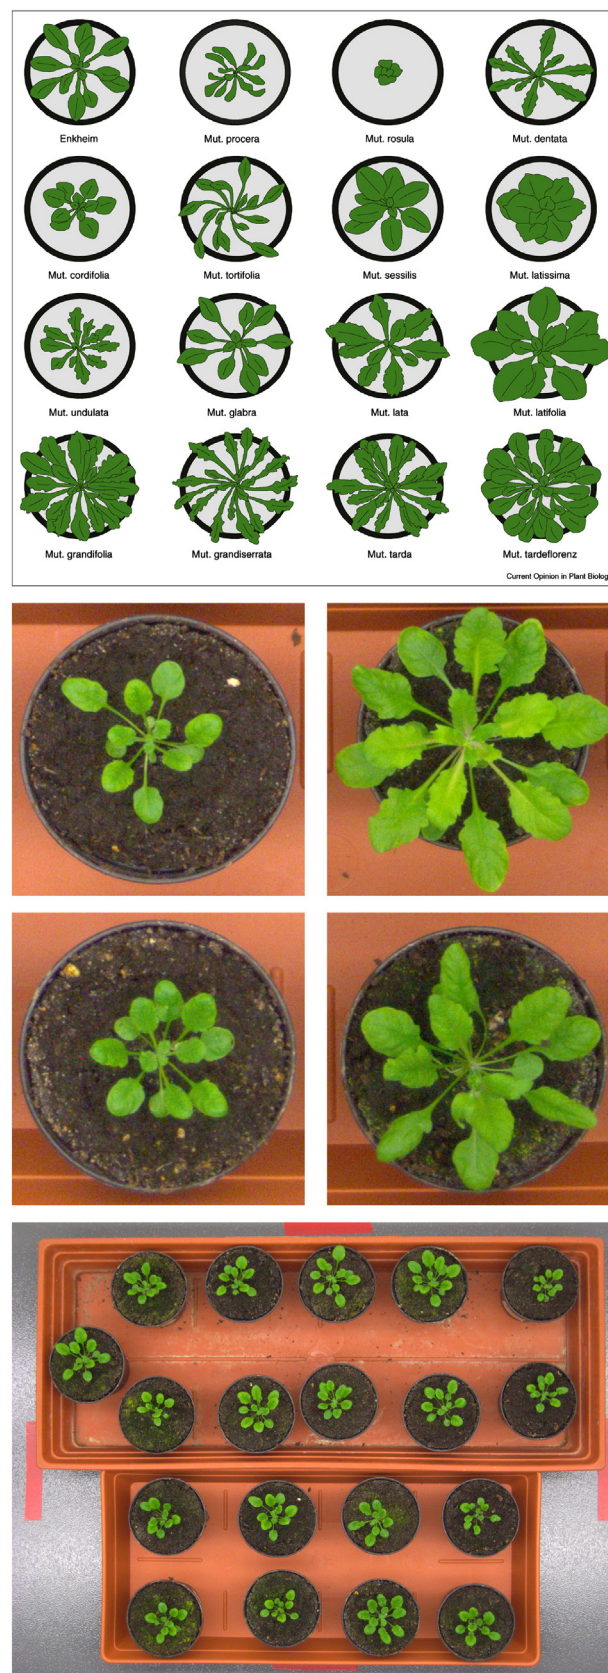 Enkheim
Mut. procera
Mut. rosula
Mut. dentata
Mut. cordifolia
Mut. tortifolia
Mut. sessilis
Mut. latissima
Mut. undulata
Mut. glabra
Mut. lata
Mut. latifolia
Mut. grandifolia
Mut. grandiserrata
Mut. tarda
Mut. tardeflorenz
Current Opinion in Plant Biolog